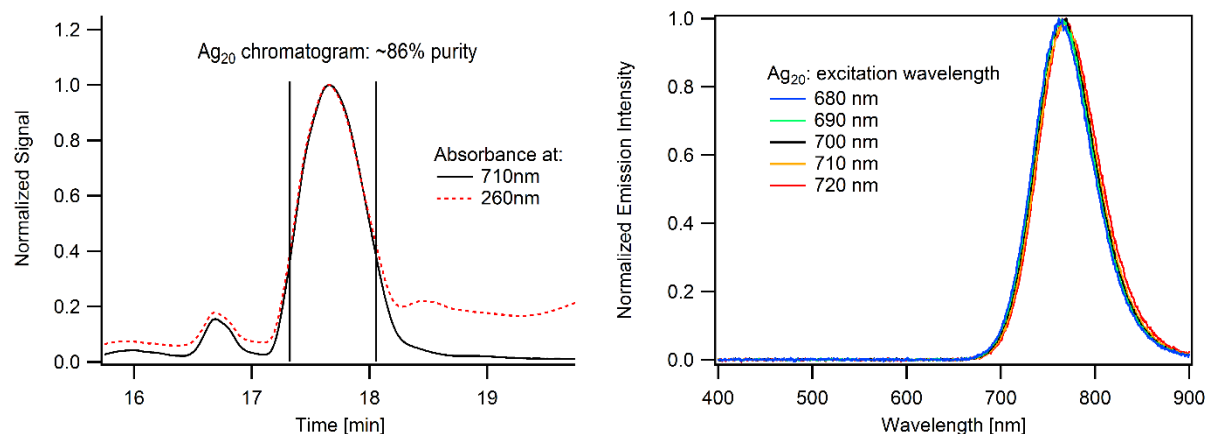 Ag₂₀ chromatogram: ~86% purity
Normalized Signal
1.2
1.0
0.8
0.6
0.4
0.2
0.0
Absorbance at:
710nm
260nm
16
17
18
19
Time [min]
Normalized Emission Intensity
1.0
0.8
0.6
0.4
0.2
0.0
Ag₂₀: excitation wavelength
680 nm
690 nm
700 nm
710 nm
720 nm
400
500
600
700
800
900
Wavelength [nm]